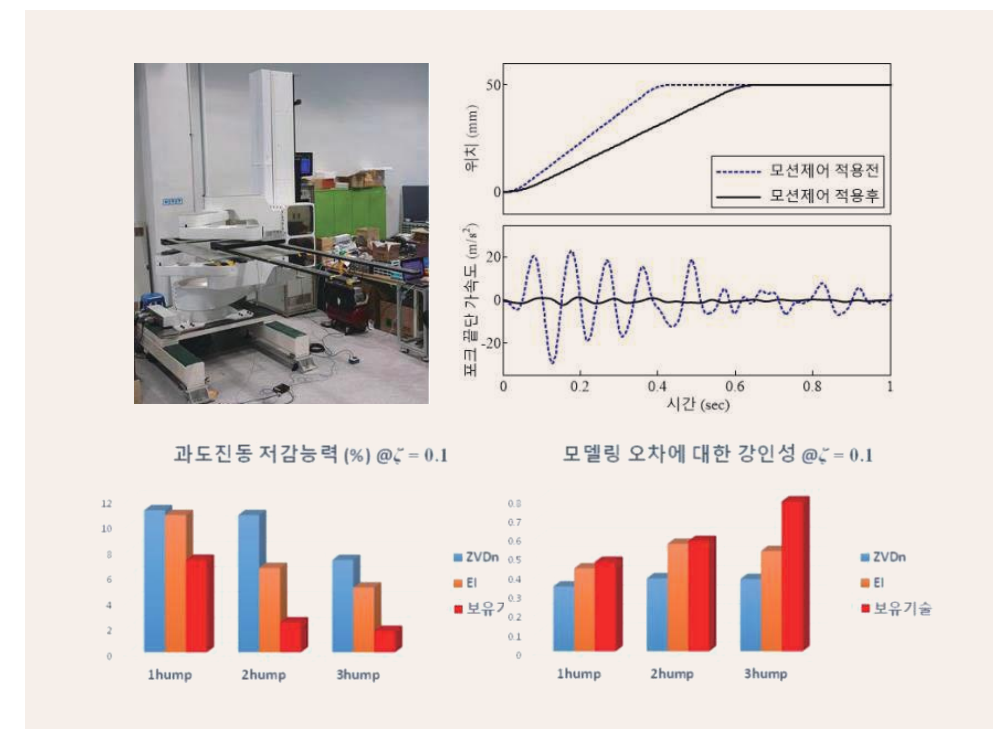 50
0
위치 (mm)
모션제어 적용전
모션제어 적용후
20
0
-20
포크 끝단 가속도 (m/s²)
0
0.2
0.4
0.6
0.8
1
시간 (sec)
과도진동 저감능력 (%) @ζ = 0.1
12
10
8
6
4
2
0
1hump
2hump
3hump
ZVDn
EI
보유기
모델링 오차에 대한 강인성 @ζ = 0.1
0.8
0.7
0.6
0.5
0.4
0.3
0.2
0.1
0
1hump
2hump
3hump
ZVDn
EI
보유기술